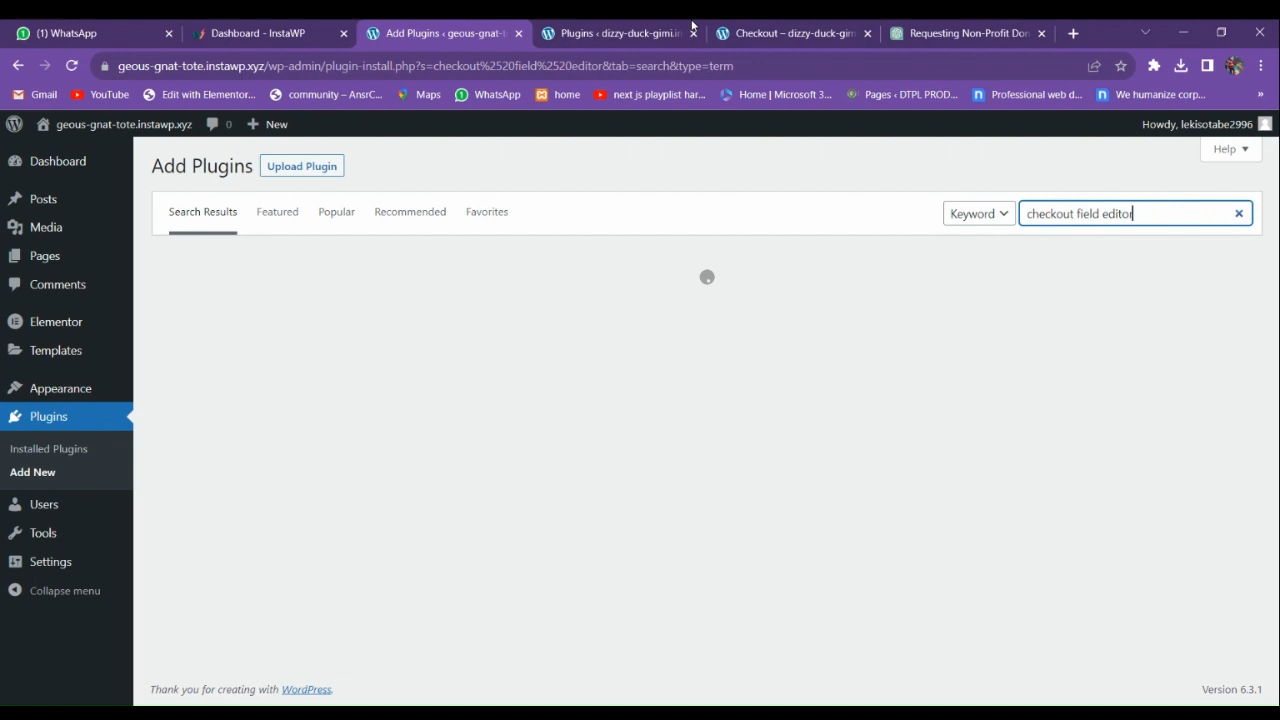 (1) WhatsApp
Dashboard - InstaWP
Add Plugins ‹ geous-gnat-t
Plugins ‹ dizzy-duck-gimi.in
Checkout – dizzy-duck-gim
Requesting Non-Profit Don
geous-gnat-tote.instawp.xyz/wp-admin/plugin-install.php?s=checkout%2520field%2520editor&tab=search&type=term
Gmail
YouTube
Edit with Elementor...
community – AnsrC...
Maps
WhatsApp
home
next js playlist har...
Home | Microsoft 3...
Pages ‹ DTPL PROD...
Professional web d...
We humanize corp...
»
geous-gnat-tote.instawp.xyz
0
New
Howdy, lekisotabe2996
Dashboard
Posts
Media
Pages
Comments
Elementor
Templates
Appearance
Plugins
Installed Plugins
Add New
Users
Tools
Settings
Collapse menu
Help
Add Plugins
Upload Plugin
Search Results
Featured
Popular
Recommended
Favorites
Keyword
checkout field editor
Thank you for creating with WordPress.
Version 6.3.1